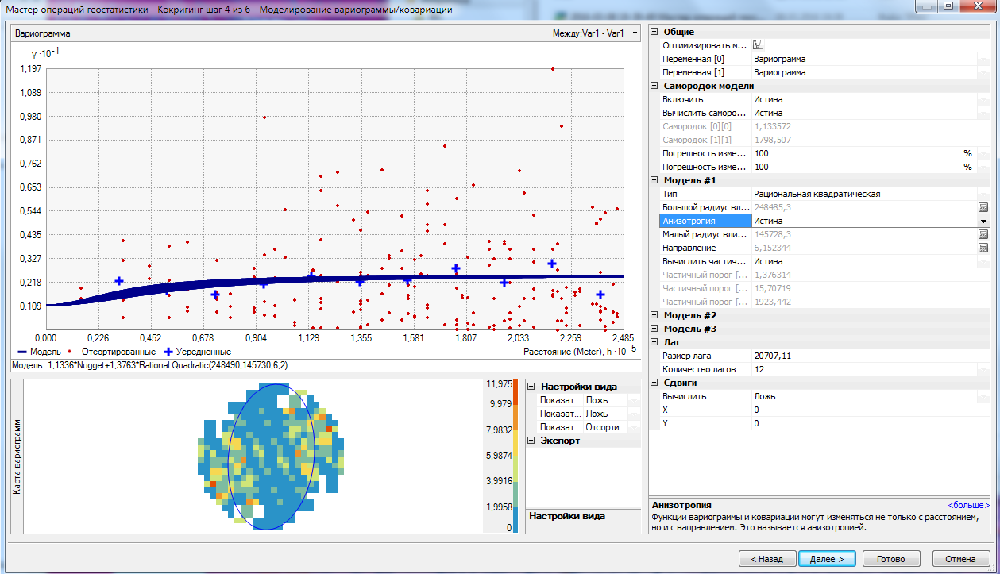 Мастер операций геостатистики - Кокригинг шаг 4 из 6 - Моделирование вариограммы/ковариации
Вариограмма
Между:Var1 - Var1
γ ·10⁻¹
1,197
1,089
0,980
0,871
0,762
0,653
0,544
0,435
0,327
0,218
0,109
0,000 0,226 0,452 0,678 0,904 1,129 1,355 1,581 1,807 2,033 2,259 2,485
Расстояние (Meter), h ·10⁻⁵
Модель Отсортированные Усредненные
Модель: 1,1336*Nugget+1,3763*Rational Quadratic(248490,145730,6,2)
Карта вариограмм
11,975
9,979
7,9832
5,9874
3,9916
1,9958
0
Настройки вида
Показат... Ложь
Показат... Ложь
Показат... Отсорти...
Экспорт
Настройки вида
Общие
Оптимизировать м...
Переменная [0] Вариограмма
Переменная [1] Вариограмма
Самородок модели
Включить Истина
Вычислить саморо... Истина
Самородок [0][0] 1,133572
Самородок [1][1] 1798,507
Погрешность изме... 100 %
Погрешность изме... 100 %
Модель #1
Тип Рациональная квадратическая
Большой радиус вл... 248485,3
Анизотропия Истина
Малый радиус вли... 145728,3
Направление 6,152344
Вычислить частич... Истина
Частичный порог [... 1,376314
Частичный порог [... 15,70719
Частичный порог [... 1923,442
Модель #2
Модель #3
Лаг
Размер лага 20707,11
Количество лагов 12
Сдвиги
Вычислить Ложь
X 0
Y 0
Анизотропия <больше>
Функции вариограммы и ковариации могут изменяться не только с расстоянием,
но и с направлением. Это называется анизотропией.
< Назад Далее > Готово Отмена